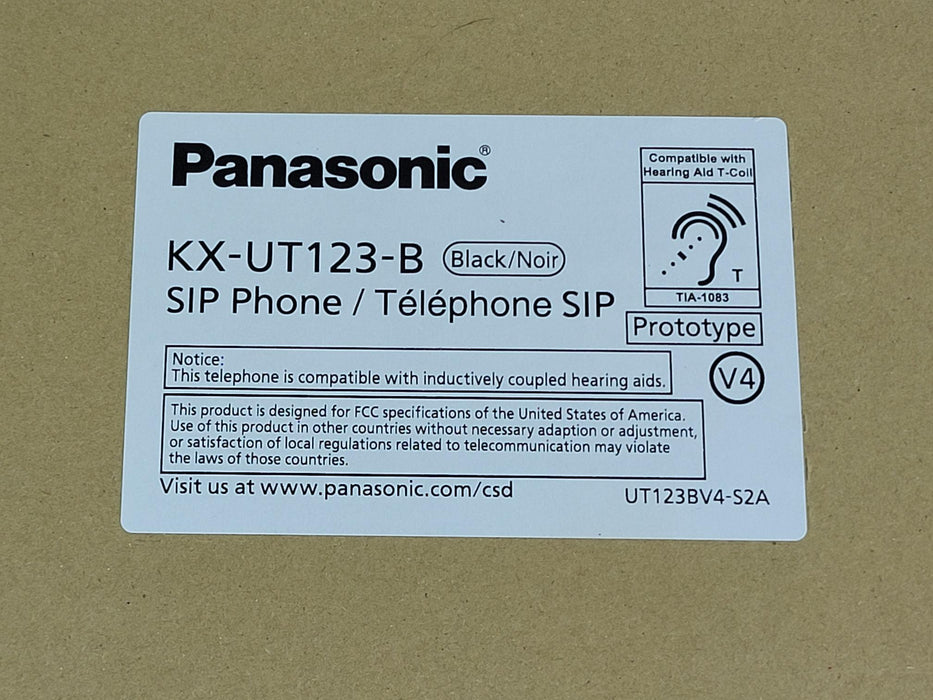 Panasonic®
Compatible with
Hearing Aid T-Coil
T
TIA-1083
KX-UT123-B Black/Noir
SIP Phone / Téléphone SIP
Prototype
V4
Notice:
This telephone is compatible with inductively coupled hearing aids.
This product is designed for FCC specifications of the United States of America.
Use of this product in other countries without necessary adaption or adjustment,
or satisfaction of local regulations related to telecommunication may violate
the laws of those countries.
Visit us at www.panasonic.com/csd
UT123BV4-S2A